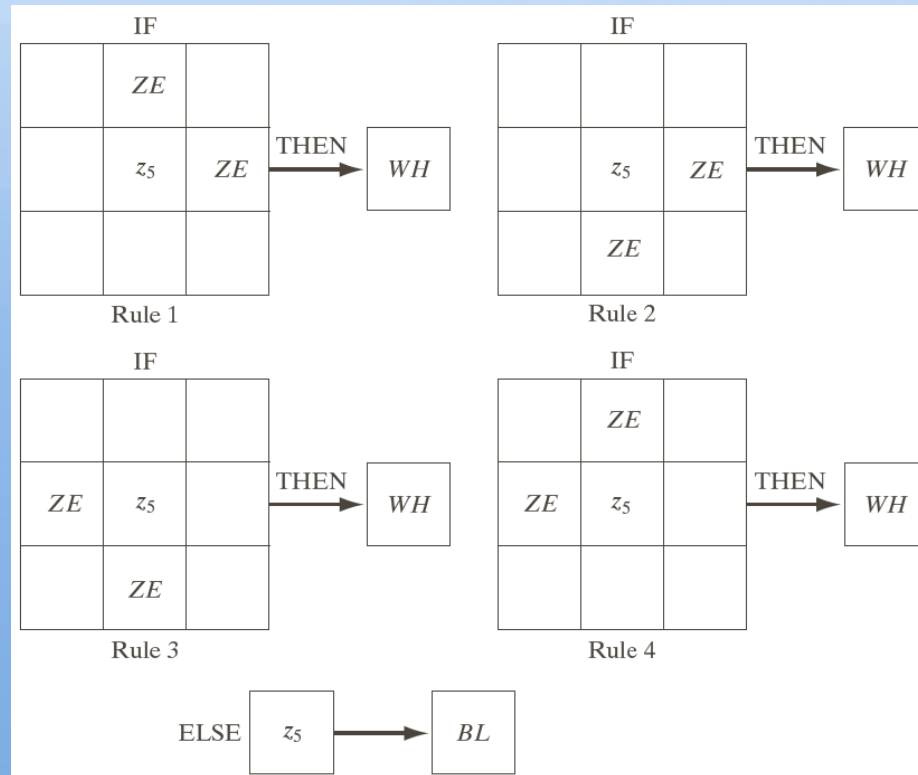 IF
ZE
z5 ZE THEN WH
Rule 1
IF
z5 ZE THEN WH
ZE
Rule 2
IF
ZE z5 THEN WH
ZE
Rule 3
IF
ZE
ZE z5 THEN WH
Rule 4
ELSE z5 BL